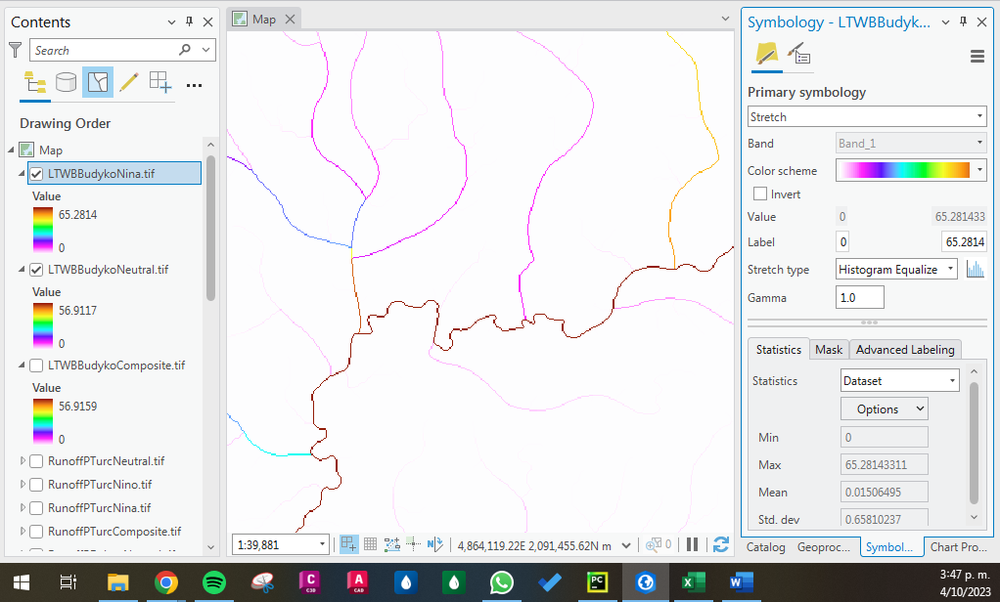 Contents
Search
Drawing Order
Map
LTWBBudykoNina.tif
Value
65.2814
0
LTWBBudykoNeutral.tif
Value
56.9117
0
LTWBBudykoComposite.tif
Value
56.9159
0
RunoffPTurcNeutral.tif
RunoffPTurcNino.tif
RunoffPTurcNina.tif
RunoffPTurcComposite.tif
Map
1:39,881
4,864,119.22E 2,091,455.62N m
0
Symbology - LTWBBudyk...
Primary symbology
Stretch
Band Band_1
Color scheme
Invert
Value 0 65.281433
Label 0 65.2814
Stretch type Histogram Equalize
Gamma 1.0
Statistics Mask Advanced Labeling
Statistics Dataset
Options
Min 0
Max 65.28143311
Mean 0.01506495
Std. dev 0.65810237
Catalog Geoproc... Symbol... Chart Pro...
C
C3D
A
CAD
PC
X
W
3:47 p. m.
4/10/2023